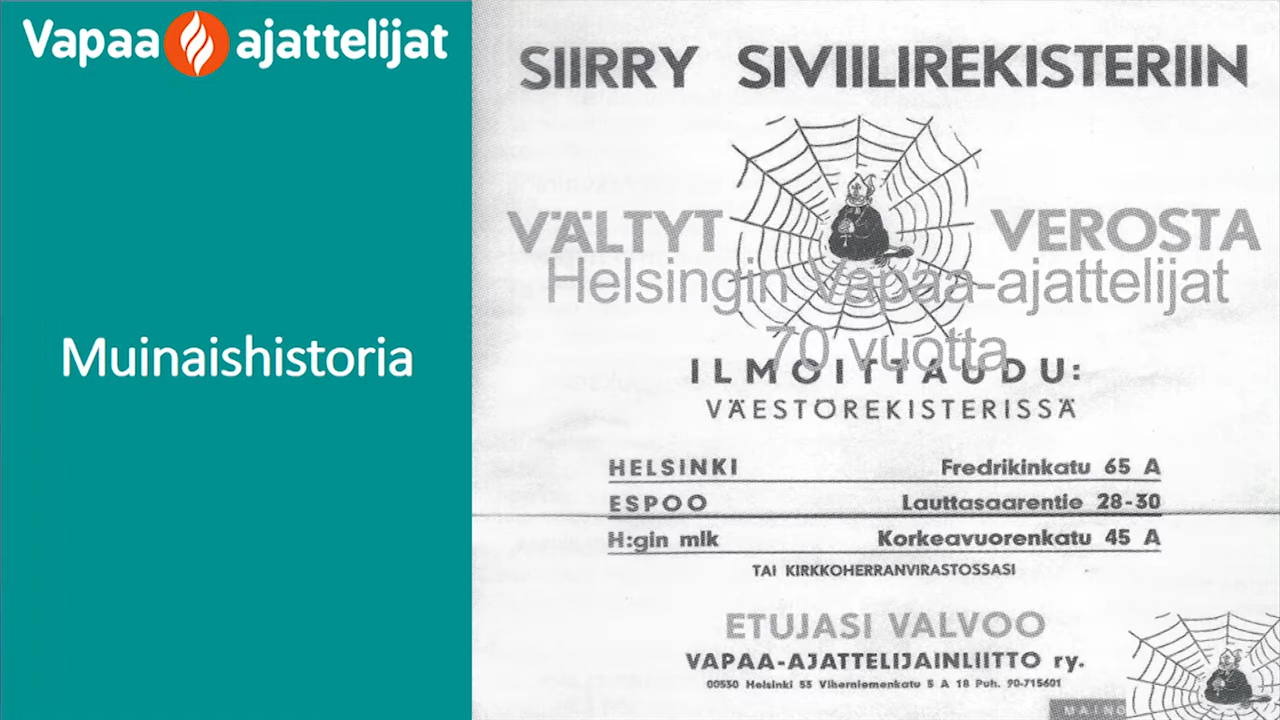 Vapaa ajattelijat
Muinaishistoria
SIIRRY SIVIILIREKISTERIIN
VÄLTYT VEROSTA
Helsingin Vapaa-ajattelijat
70 vuotta
ILMOITTAUDU:
VÄESTÖREKISTERISSÄ
HELSINKI Fredrikinkatu 65 A
ESPOO Lauttasaarentie 28-30
H:gin mlk Korkeavuorenkatu 45 A
TAI KIRKKOHERRANVIRASTOSSASI
ETUJASI VALVOO
VAPAA-AJATTELIJAINLIITTO ry.
00530 Helsinki 53 Viherniemenkatu 5 A 18 Puh. 90-715601
MAINO